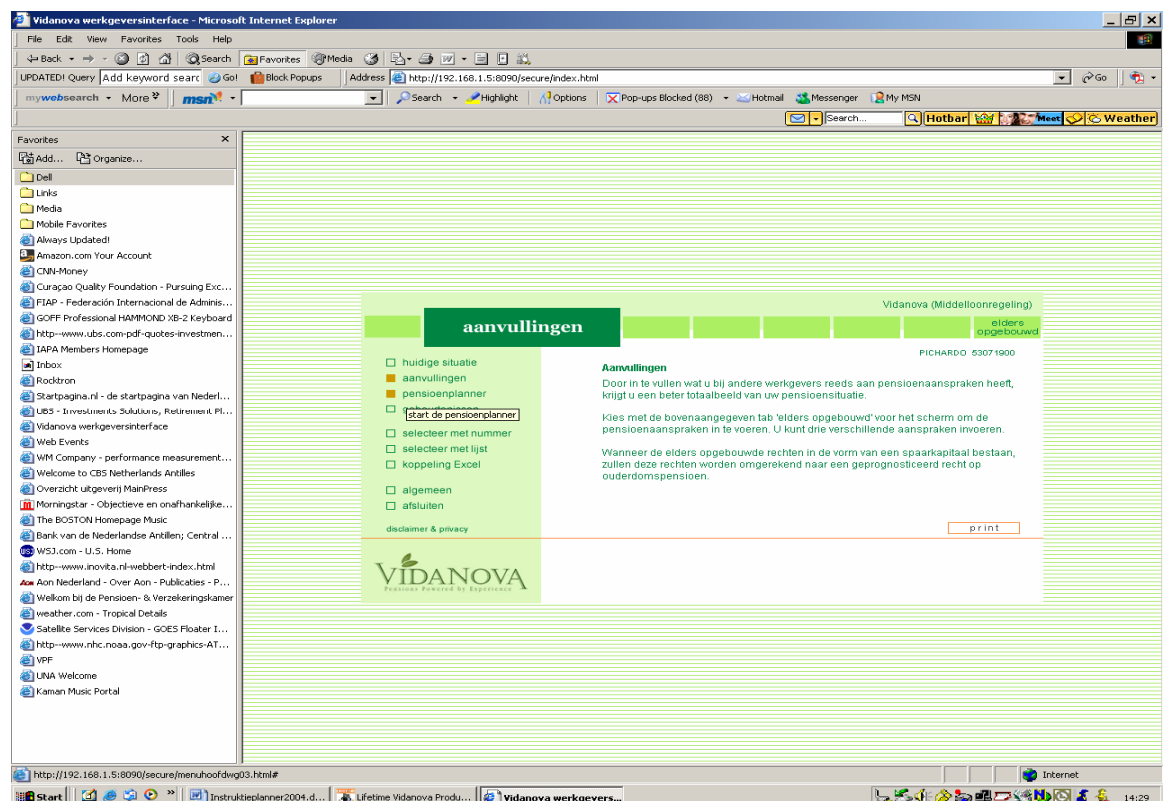 Vidanova werkgeversinterface - Microsoft Internet Explorer
File Edit View Favorites Tools Help
Back Search Favorites Media
UPDATED! Query Add keyword searc Go! Block Popups Address http://192.168.1.5:8090/secure/index.html Go
mywebsearch More msn Search Highlight Options Pop-ups Blocked (88) Hotmail Messenger My MSN
Search... Hotbar Meet Weather
Favorites
Add... Organize...
Dell
Links
Media
Mobile Favorites
Always Updated!
Amazon.com Your Account
CNN-Money
Curaçao Quality Foundation - Pursuing Exc...
FIAP - Federación Internacional de Adminis...
GOFF Professional HAMMOND XB-2 Keyboard
http--www.ubs.com-pdf-quotes-investmen...
IAPA Members Homepage
Inbox
Rocktron
Startpagina.nl - de startpagina van Nederl...
UBS - Investments Solutions, Retirement Pl...
Vidanova werkgeversinterface
Web Events
WM Company - performance measurement...
Welcome to CBS Netherlands Antilles
Overzicht uitgeverij MainPress
Morningstar - Objectieve en onafhankelijke...
The BOSTON Homepage Music
Bank van de Nederlandse Antillen; Central ...
WSJ.com - U.S. Home
http--www.inovita.nl-webbert-index.html
Aon Nederland - Over Aon - Publicaties - P...
Welkom bij de Pensioen- & Verzekeringskamer
weather.com - Tropical Details
Satellite Services Division - GOES Floater I...
http--www.nhc.noaa.gov-ftp-graphics-AT...
VPF
UNA Welcome
Kaman Music Portal
Vidanova (Middelloonregeling)
aanvullingen
elders
opgebouwd
PICHARDO 53071900
huidige situatie
aanvullingen
pensioenplanner
start de pensioenplanner
selecteer met nummer
selecteer met lijst
koppeling Excel
algemeen
afsluiten
disclaimer & privacy
Aanvullingen
Door in te vullen wat u bij andere werkgevers reeds aan pensioenaanspraken heeft,
krijgt u een beter totaalbeeld van uw pensioensituatie.
Kies met de bovenaangegeven tab 'elders opgebouwd' voor het scherm om de
pensioenaanspraken in te voeren. U kunt drie verschillende aanspraken invoeren.
Wanneer de elders opgebouwde rechten in de vorm van een spaarkapitaal bestaan,
zullen deze rechten worden omgerekend naar een geprognosticeerd recht op
ouderdomspensioen.
print
VIDANOVA
Pensions Powered by Experience
http://192.168.1.5:8090/secure/menuhoofdwg03.html# Internet
Start Instruktieplanner2004.d... Lifetime Vidanova Produ... Vidanova werkgevers... 14:29